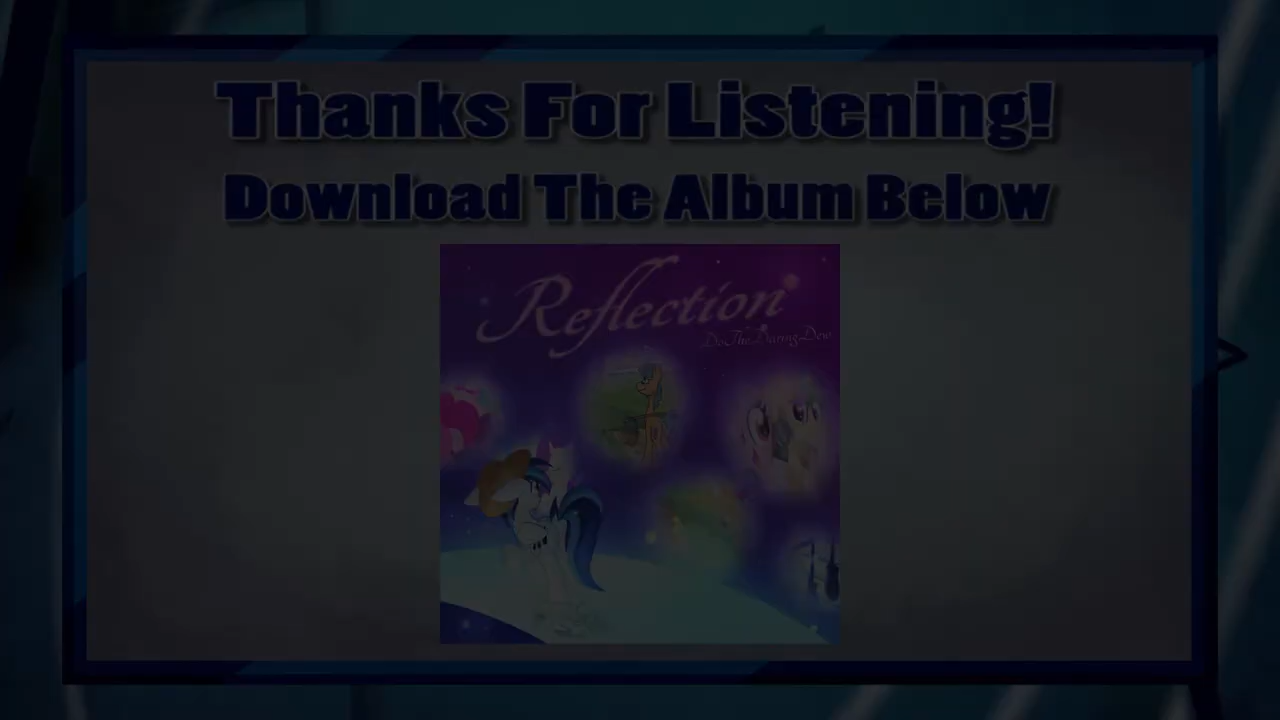 Thanks For Listening!
Download The Album Below
Reflection
DoTheDaringDew